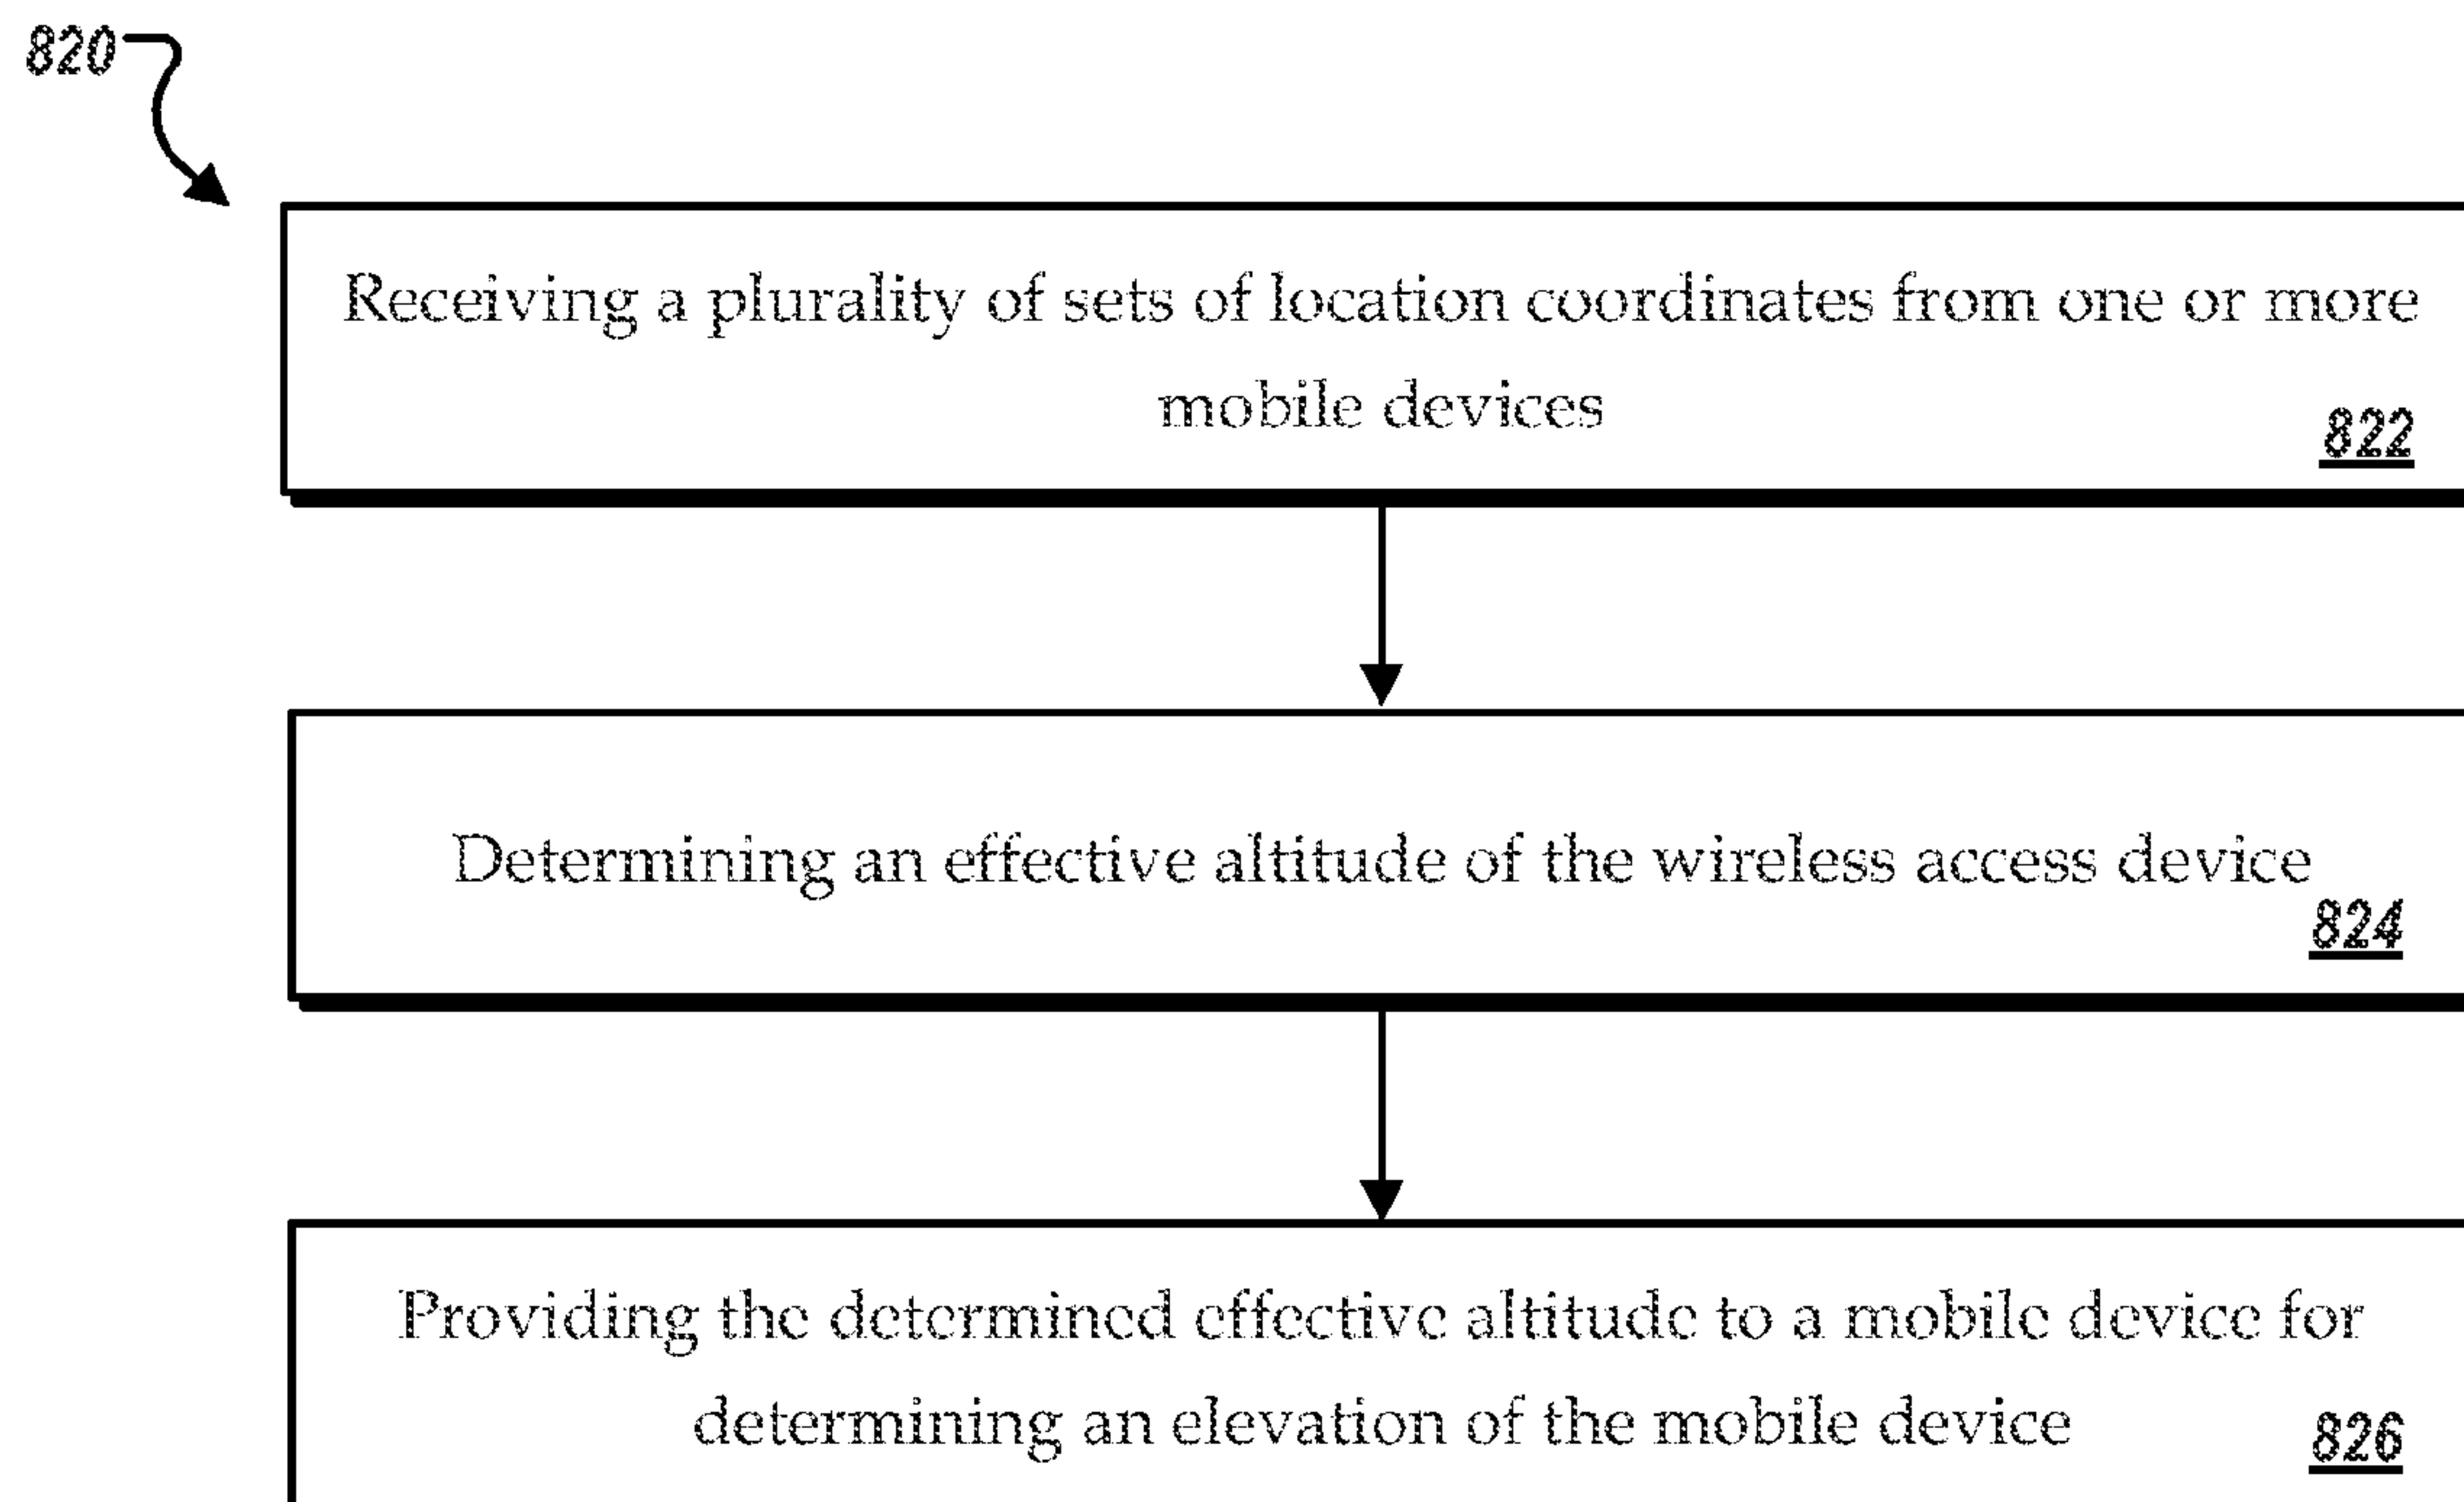 820
Receiving a plurality of sets of location coordinates from one or more
mobile devices
822
Determining an effective altitude of the wireless access device
824
Providing the determined effective altitude to a mobile device for
determining an elevation of the mobile device
826